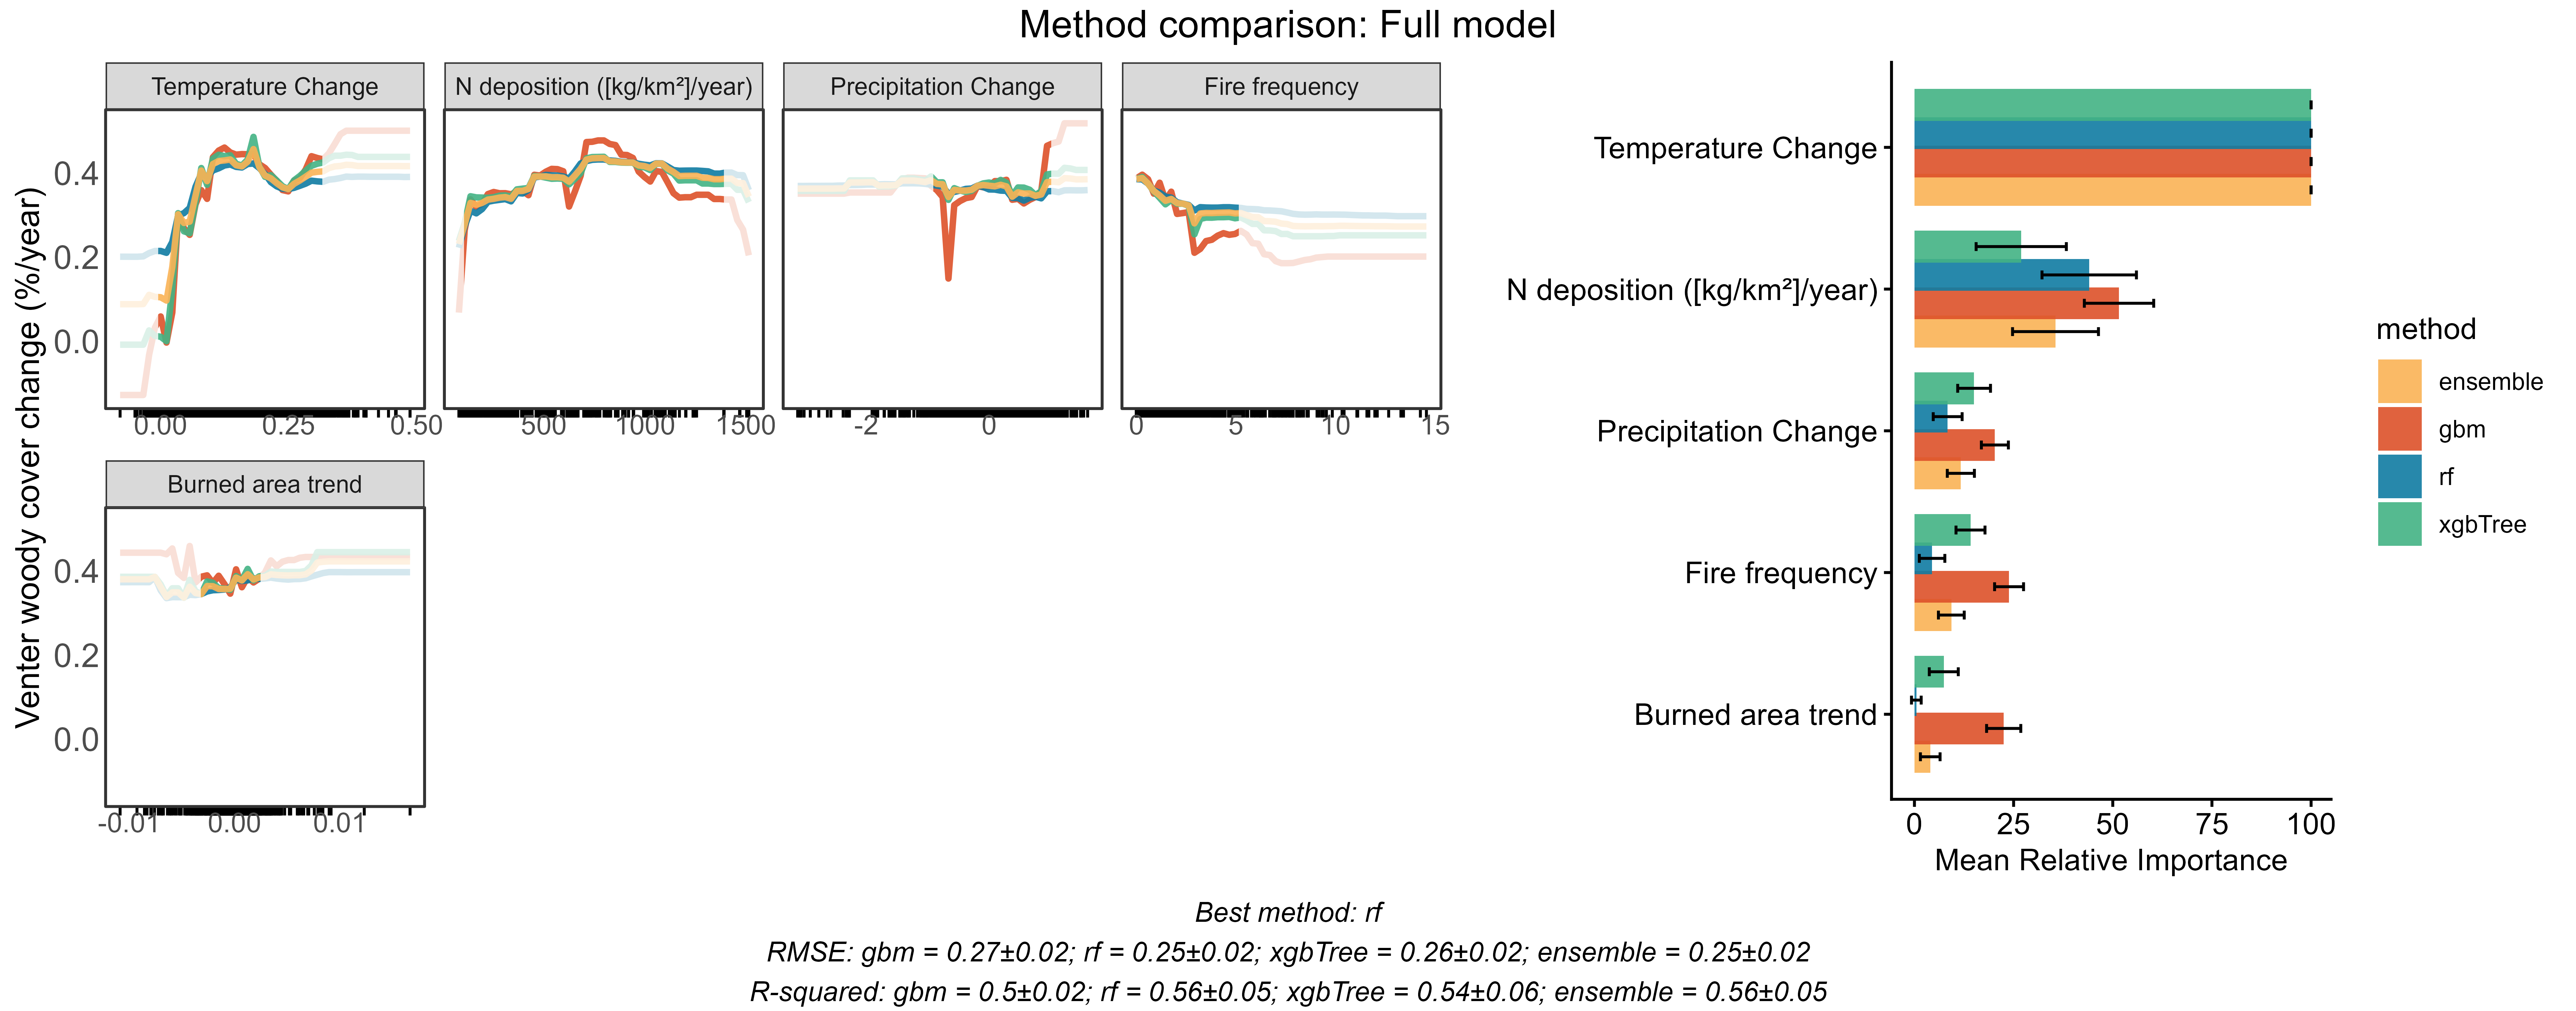 Method comparison: Full model
Temperature Change
N deposition ([kg/km²]/year)
Precipitation Change
Fire frequency
Venter woody cover change (%/year)
0.4
0.2
0.0
0.00 0.25 0.50
500 1000 1500
-2 0
0 5 10 15
Burned area trend
0.4
0.2
0.0
-0.01 0.00 0.01
Temperature Change
N deposition ([kg/km²]/year)
Precipitation Change
Fire frequency
Burned area trend
0 25 50 75 100
Mean Relative Importance
method
ensemble
gbm
rf
xgbTree
Best method: rf
RMSE: gbm = 0.27±0.02; rf = 0.25±0.02; xgbTree = 0.26±0.02; ensemble = 0.25±0.02
R-squared: gbm = 0.5±0.02; rf = 0.56±0.05; xgbTree = 0.54±0.06; ensemble = 0.56±0.05